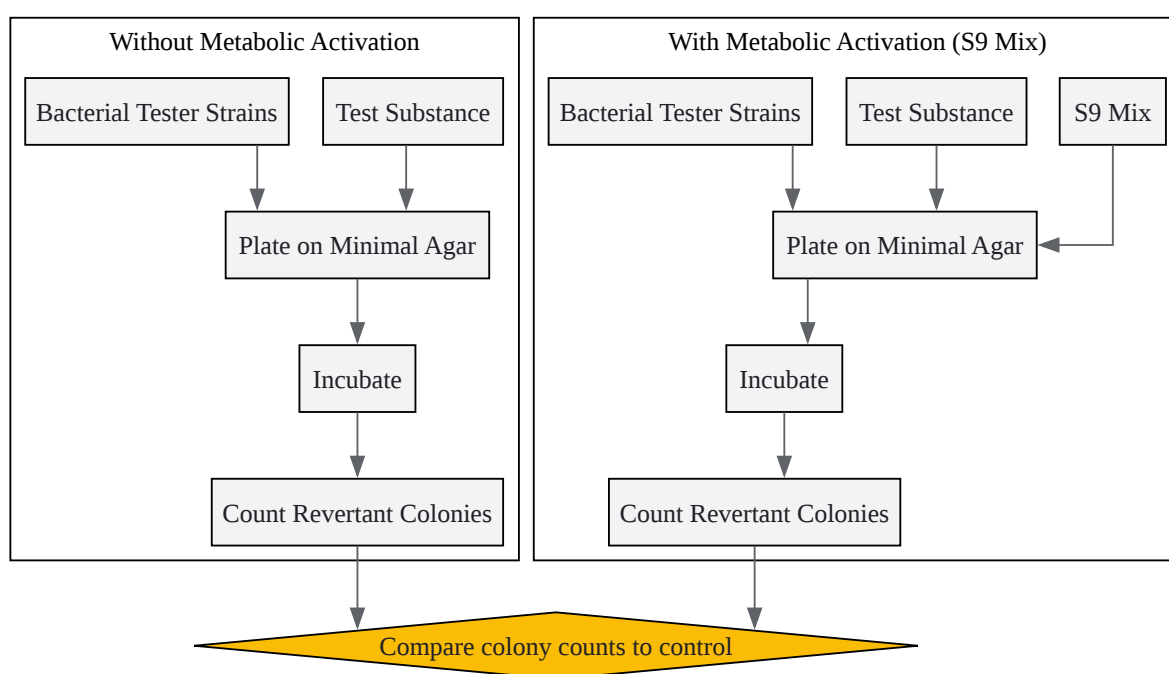 Without Metabolic Activation
Bacterial Tester Strains
Test Substance
Plate on Minimal Agar
Incubate
Count Revertant Colonies
With Metabolic Activation (S9 Mix)
Bacterial Tester Strains
Test Substance
S9 Mix
Plate on Minimal Agar
Incubate
Count Revertant Colonies
Compare colony counts to control